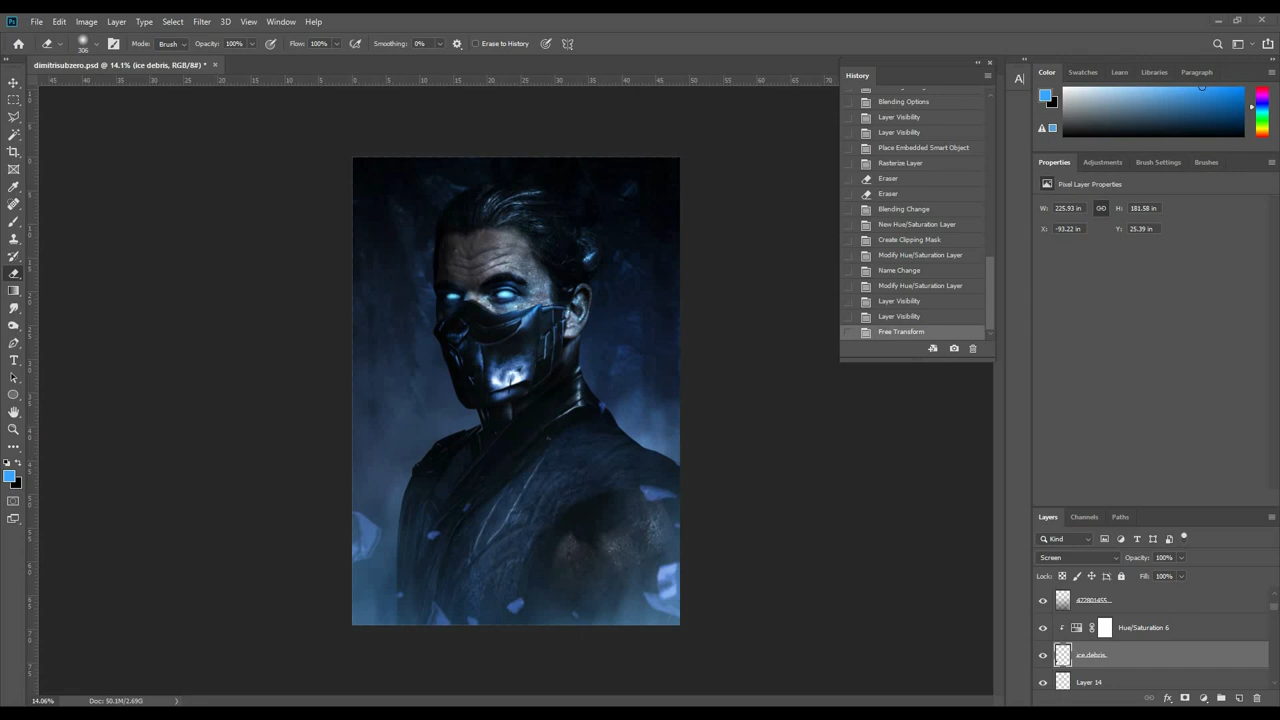 Ps File Edit Image Layer Type Select Filter 3D View Window Help
306 Mode: Brush Opacity: 100% Flow: 100% Smoothing: 0% Erase to History
dimitrisubzero.psd @ 14.1% (ice debris, RGB/8#) *
History
Blending Options
Layer Visibility
Layer Visibility
Place Embedded Smart Object
Rasterize Layer
Eraser
Eraser
Blending Change
New Hue/Saturation Layer
Create Clipping Mask
Modify Hue/Saturation Layer
Name Change
Modify Hue/Saturation Layer
Layer Visibility
Layer Visibility
Free Transform
A
Color Swatches Learn Libraries Paragraph
Properties Adjustments Brush Settings Brushes
Pixel Layer Properties
W: 225.93 in H: 181.58 in
X: -93.22 in Y: 25.39 in
Layers Channels Paths
Kind
Screen Opacity: 100%
Lock: Fill: 100%
472801455...
Hue/Saturation 6
ice debris
Layer 14
14.06% Doc: 50.1M/2.69G